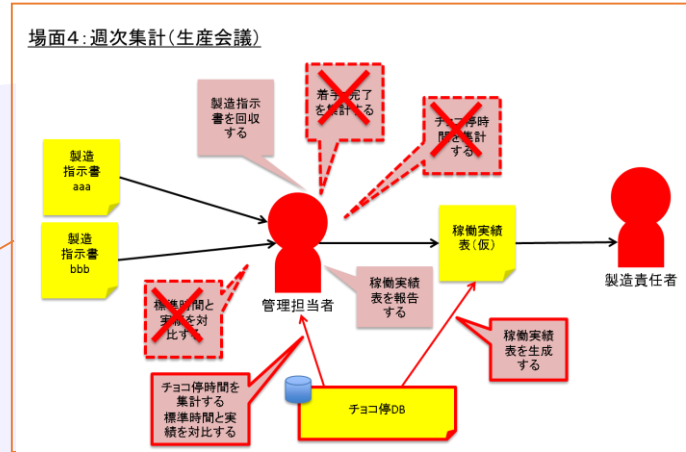 場面4：週次集計（生産会議）
製造指示
書を回収
する
着手・完了
を集計する
チョコ停時
間を集計
する
製造
指示書
aaa
製造
指示書
bbb
稼働実績
表（仮）
製造責任者
管理担当者
稼働実績
表を報告
する
標準時間と
実績を対
比する
稼働実績
表を生成
する
チョコ停時間を
集計する
標準時間と実
績を対比する
チョコ停DB